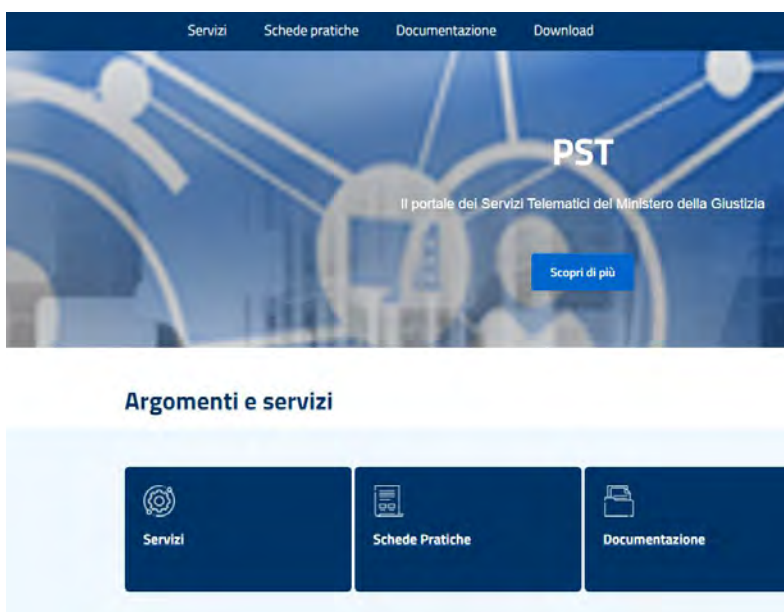 Servizi Schede pratiche Documentazione Download
PST
Il portale dei Servizi Telematici del Ministero della Giustizia
Scopri di più
Argomenti e servizi
Servizi Schede Pratiche Documentazione